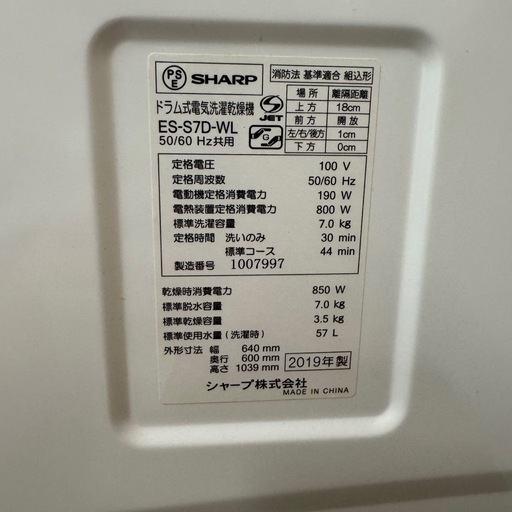 PSE SHARP
ドラム式電気洗濯乾燥機
ES-S7D-WL
50/60 Hz共用
S JET
G
消防法 基準適合 組込形
場所 離隔距離
上方 18cm
前方 開放
左/右/後方 1cm
下方 0cm
定格電圧 100 V
定格周波数 50/60 Hz
電動機定格消費電力 190 W
電熱装置定格消費電力 800 W
標準洗濯容量 7.0 kg
定格時間 洗いのみ 30 min
標準コース 44 min
製造番号 1007997
乾燥時消費電力 850 W
標準脱水容量 7.0 kg
標準乾燥容量 3.5 kg
標準使用水量 (洗濯時) 57 L
外形寸法 幅 640 mm
奥行 600 mm
高さ 1039 mm
2019年製
シャープ株式会社
MADE IN CHINA